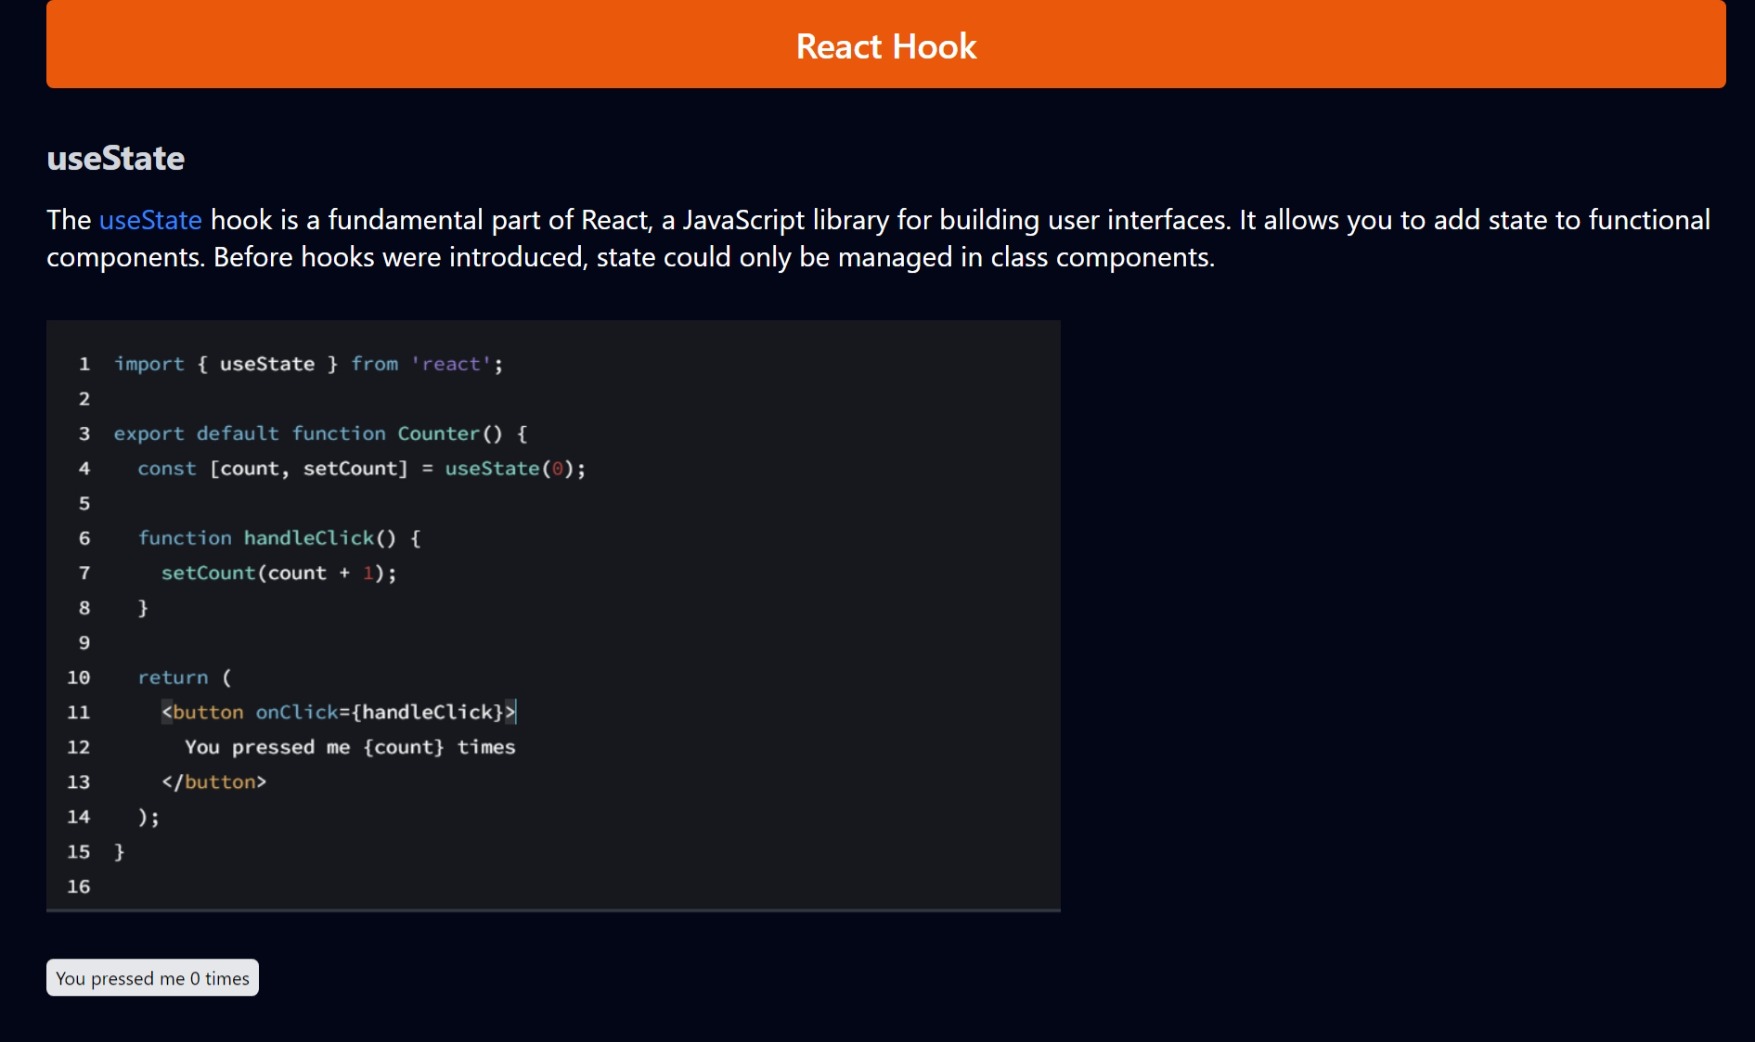 React Hook
useState
The useState hook is a fundamental part of React, a JavaScript library for building user interfaces. It allows you to add state to functional
components. Before hooks were introduced, state could only be managed in class components.
1 import { useState } from 'react';
2
3 export default function Counter() {
4   const [count, setCount] = useState(0);
5
6   function handleClick() {
7     setCount(count + 1);
8   }
9
10   return (
11     <button onClick={handleClick}>
12       You pressed me {count} times
13     </button>
14   );
15 }
16
You pressed me 0 times